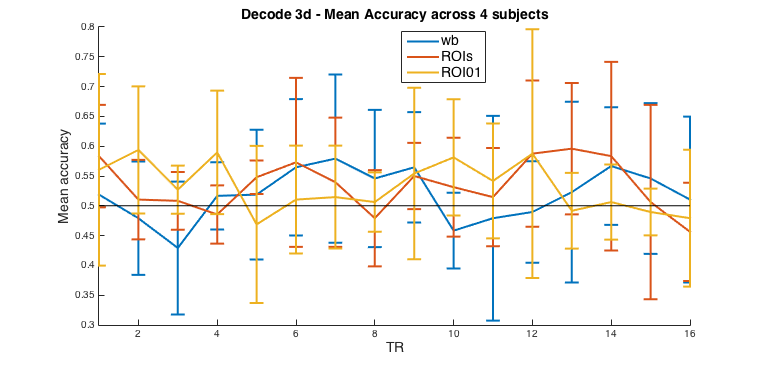 Decode 3d - Mean Accuracy across 4 subjects
Mean accuracy
0.8
0.75
0.7
0.65
0.6
0.55
0.5
0.45
0.4
0.35
0.3
wb
ROIs
ROI01
2 4 6 8 10 12 14 16
TR